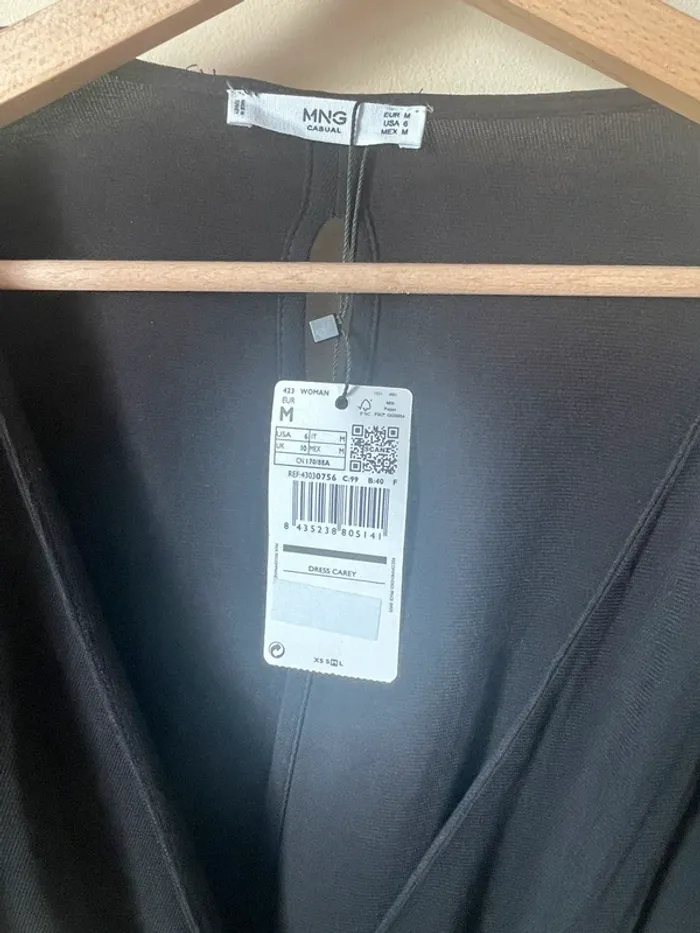 MNG
CASUAL
EUR M
USA 6
MEX M
423 WOMAN
EUR
M
USA 6 IT M
UK 10 MEX M
CN 170/88A
SCAN
REF:43030756 C:99 B:40 F
8 435238 805141
DRESS CAREY
XS S M L